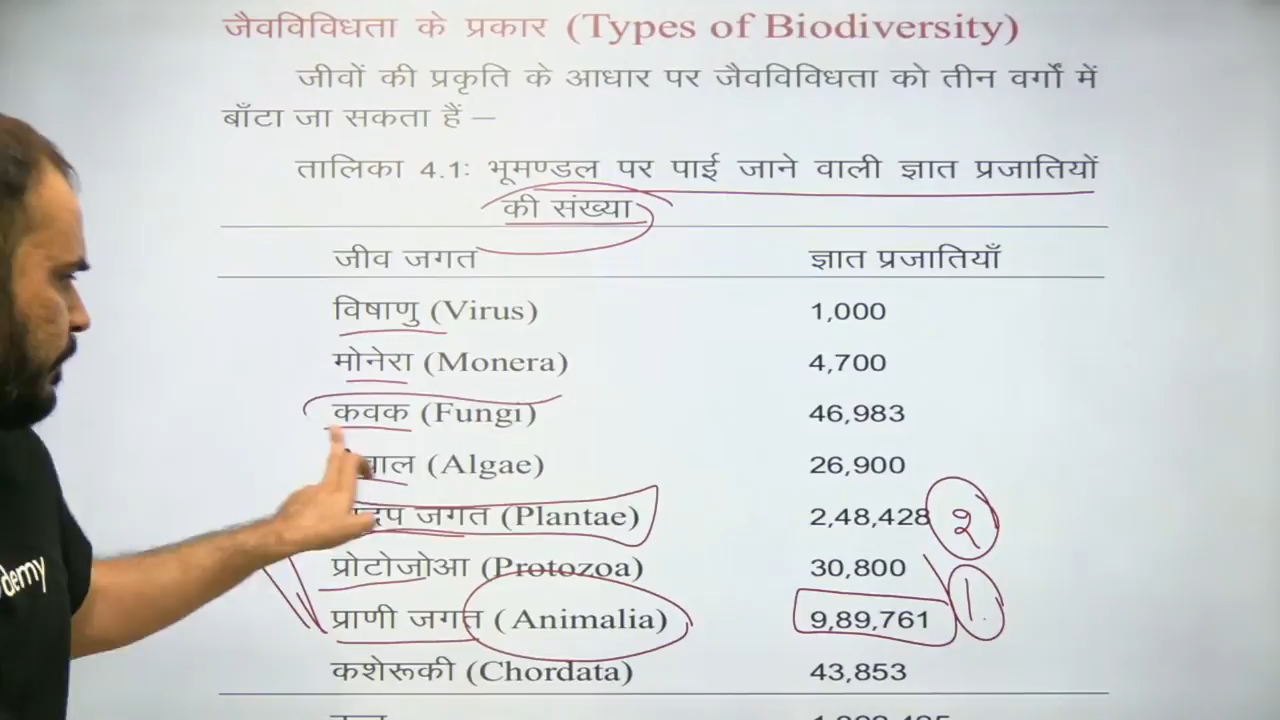 जैवविविधता के प्रकार (Types of Biodiversity)
जीवों की प्रकृति के आधार पर जैवविविधता को तीन वर्गों में
बाँटा जा सकता हैं –
तालिका 4.1: भूमण्डल पर पाई जाने वाली ज्ञात प्रजातियों
की संख्या
जीव जगत ज्ञात प्रजातियाँ
विषाणु (Virus) 1,000
मोनेरा (Monera) 4,700
कवक (Fungi) 46,983
(Algae) 26,900
जगत (Plantae) 2,48,428 २
प्रोटोजोआ (Protozoa) 30,800
प्राणी जगत (Animalia) 9,89,761 1.
कशेरूकी (Chordata) 43,853
demy